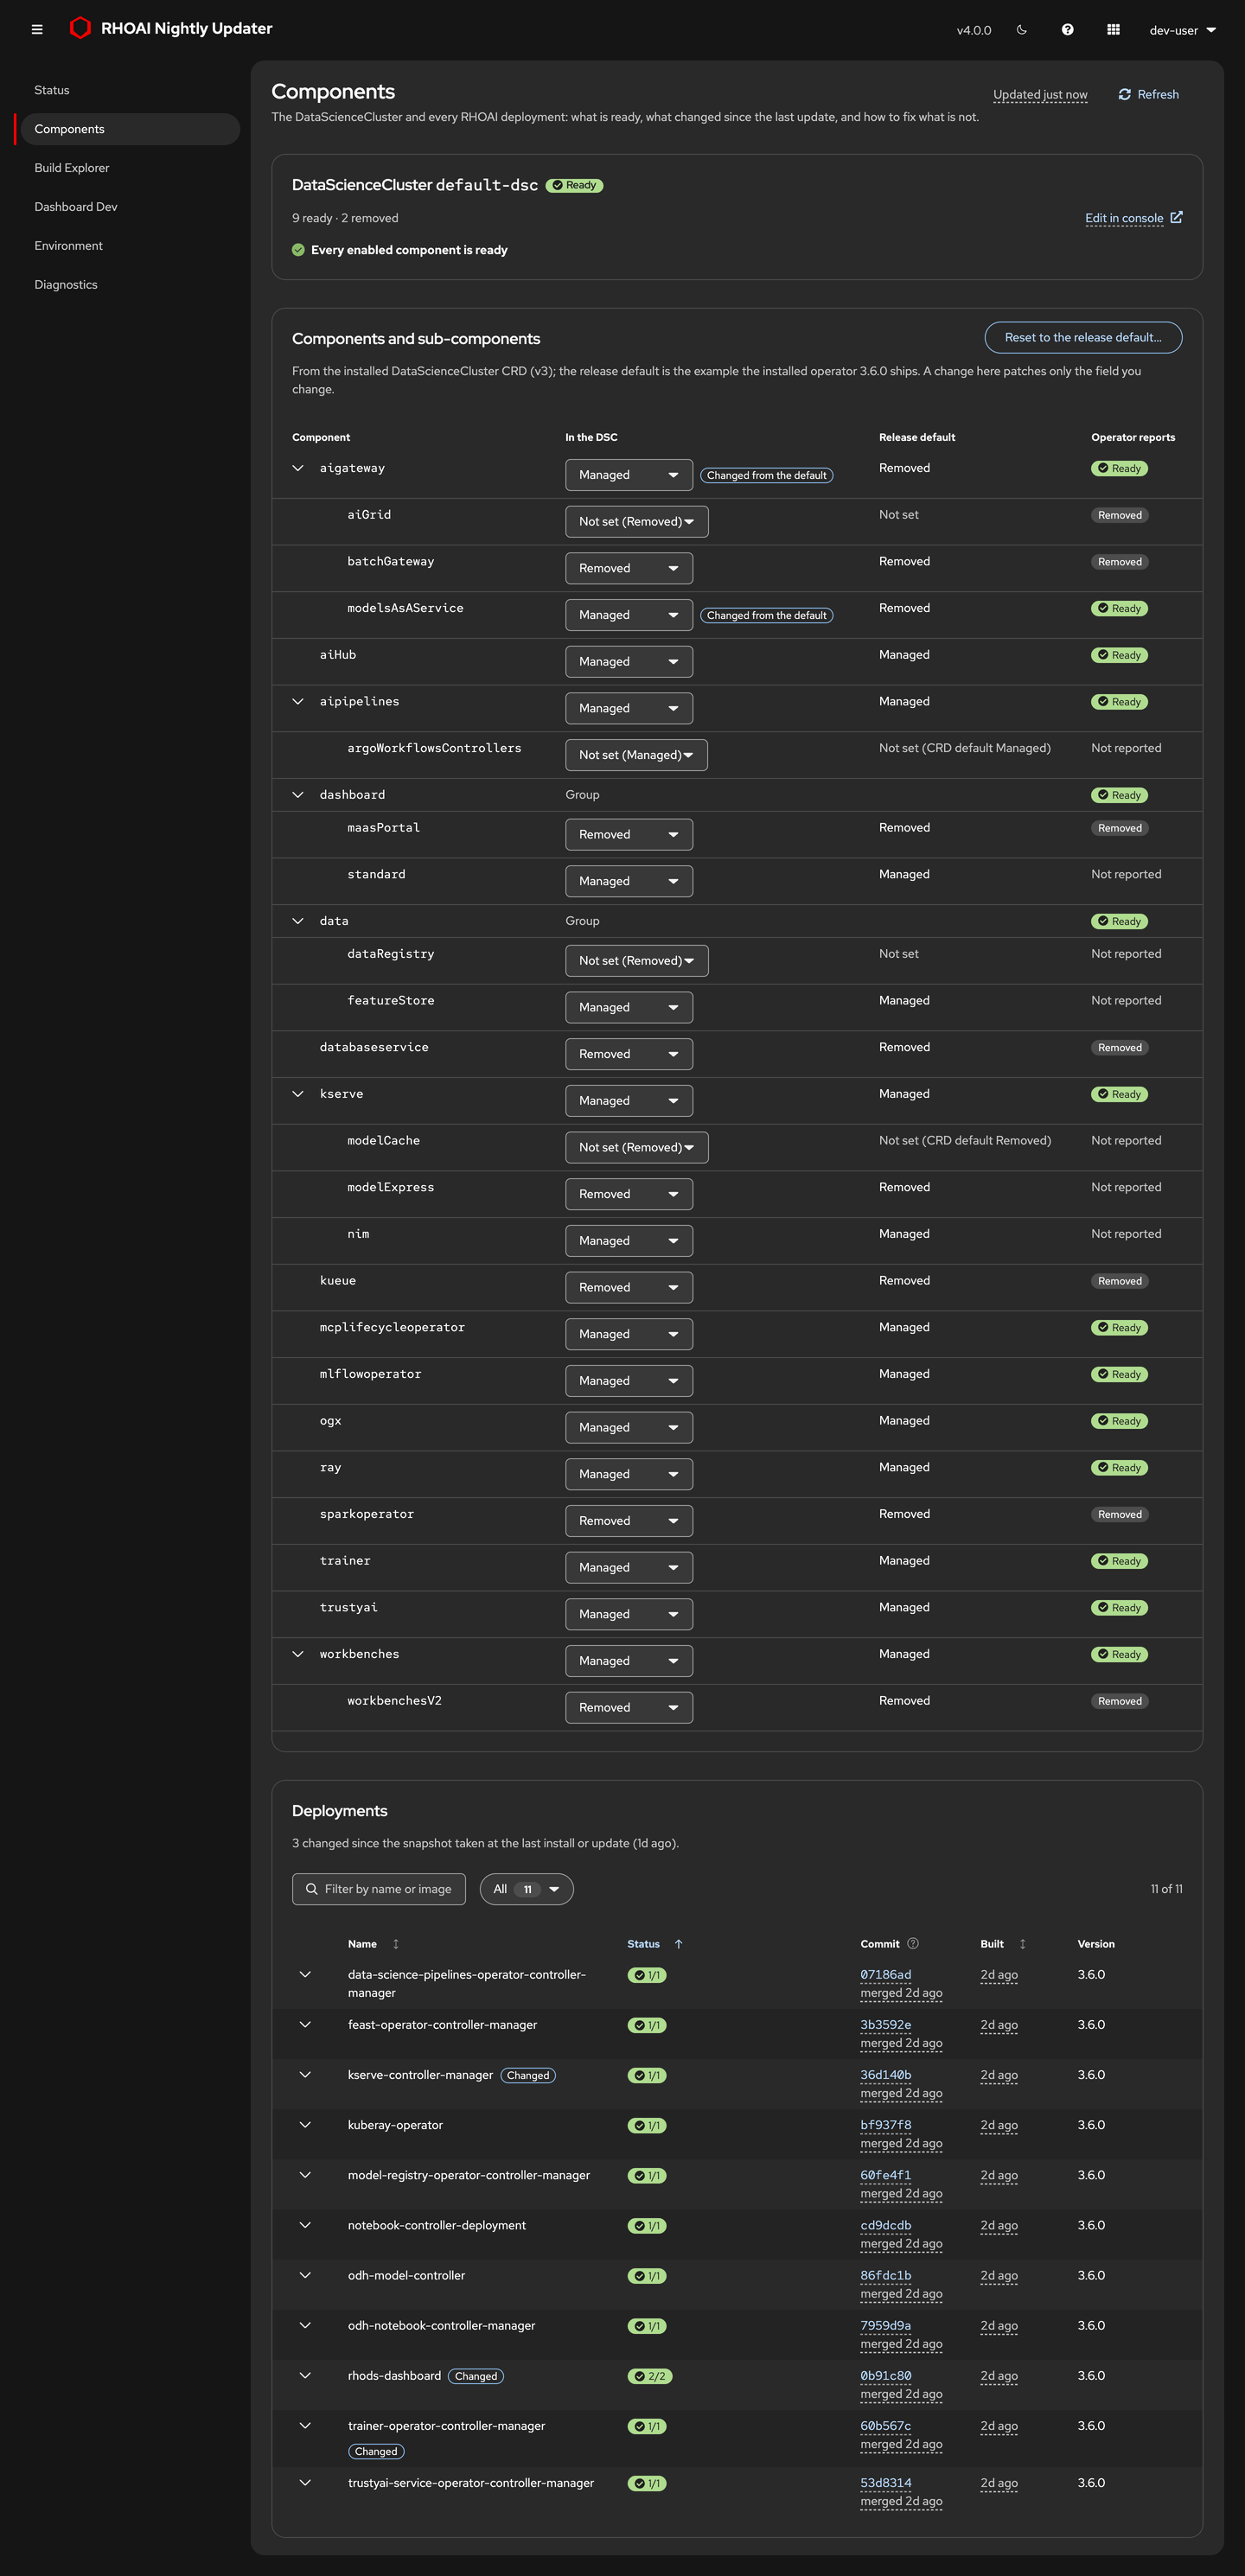 RHOAI Nightly Updater
v4.0.0
dev-user
Status
Components
Build Explorer
Dashboard Dev
Environment
Diagnostics
Components
Updated just now
Refresh
The DataScienceCluster and every RHOAI deployment: what is ready, what changed since the last update, and how to fix what is not.
DataScienceCluster default-dsc Ready
9 ready · 2 removed
Edit in console
Every enabled component is ready
Components and sub-components
Reset to the release default...
From the installed DataScienceCluster CRD (v3); the release default is the example the installed operator 3.6.0 ships. A change here patches only the field you
change.
Component In the DSC Release default Operator reports
aigateway Managed Changed from the default Removed Ready
aiGrid Not set (Removed) Not set Removed
batchGateway Removed Removed Removed
modelsAsAService Managed Changed from the default Removed Ready
aiHub Managed Managed Ready
aipipelines Managed Managed Ready
argoWorkflowsControllers Not set (Managed) Not set (CRD default Managed) Not reported
dashboard Group Ready
maasPortal Removed Removed Removed
standard Managed Managed Not reported
data Group Ready
dataRegistry Not set (Removed) Not set Not reported
featureStore Managed Managed Not reported
databaseservice Removed Removed Removed
kserve Managed Managed Ready
modelCache Not set (Removed) Not set (CRD default Removed) Not reported
modelExpress Removed Removed Not reported
nim Managed Managed Not reported
kueue Removed Removed Removed
mcplifecycleoperator Managed Managed Ready
mlflowoperator Managed Managed Ready
ogx Managed Managed Ready
ray Managed Managed Ready
sparkoperator Removed Removed Removed
trainer Managed Managed Ready
trustyai Managed Managed Ready
workbenches Managed Managed Ready
workbenchesV2 Removed Removed Removed
Deployments
3 changed since the snapshot taken at the last install or update (1d ago).
Filter by name or image
All 11
11 of 11
Name Status Commit Built Version
data-science-pipelines-operator-controller- 1/1 07186ad 2d ago 3.6.0
manager merged 2d ago
feast-operator-controller-manager 1/1 3b3592e 2d ago 3.6.0
merged 2d ago
kserve-controller-manager Changed 1/1 36d140b 2d ago 3.6.0
merged 2d ago
kuberay-operator 1/1 bf937f8 2d ago 3.6.0
merged 2d ago
model-registry-operator-controller-manager 1/1 60fe4f1 2d ago 3.6.0
merged 2d ago
notebook-controller-deployment 1/1 cd9dcdb 2d ago 3.6.0
merged 2d ago
odh-model-controller 1/1 86fdc1b 2d ago 3.6.0
merged 2d ago
odh-notebook-controller-manager 1/1 7959d9a 2d ago 3.6.0
merged 2d ago
rhods-dashboard Changed 2/2 0b91c80 2d ago 3.6.0
merged 2d ago
trainer-operator-controller-manager 1/1 60b567c 2d ago 3.6.0
Changed merged 2d ago
trustyai-service-operator-controller-manager 1/1 53d8314 2d ago 3.6.0
merged 2d ago